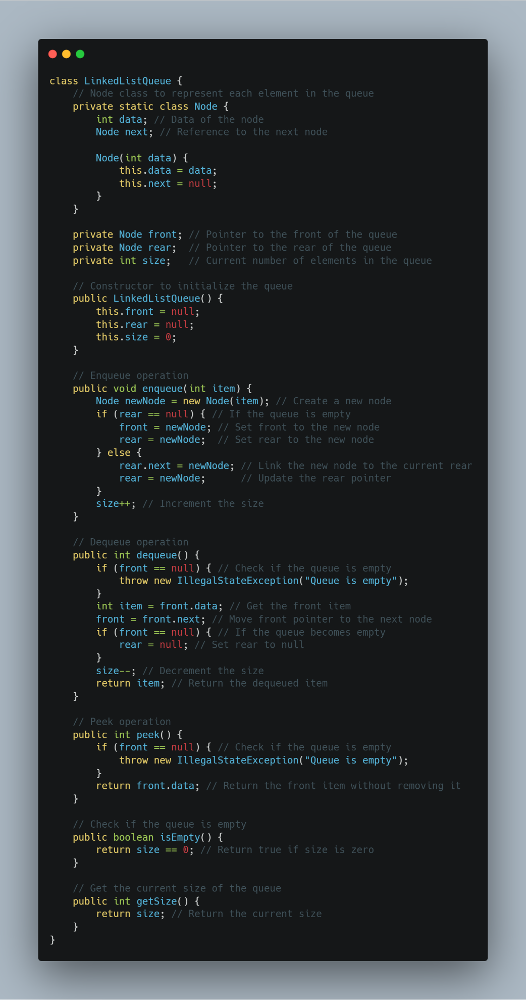 class LinkedListQueue {
    // Node class to represent each element in the queue
    private static class Node {
        int data; // Data of the node
        Node next; // Reference to the next node

        Node(int data) {
            this.data = data;
            this.next = null;
        }
    }

    private Node front; // Pointer to the front of the queue
    private Node rear;  // Pointer to the rear of the queue
    private int size;   // Current number of elements in the queue

    // Constructor to initialize the queue
    public LinkedListQueue() {
        this.front = null;
        this.rear = null;
        this.size = 0;
    }

    // Enqueue operation
    public void enqueue(int item) {
        Node newNode = new Node(item); // Create a new node
        if (rear == null) { // If the queue is empty
            front = newNode; // Set front to the new node
            rear = newNode;  // Set rear to the new node
        } else {
            rear.next = newNode; // Link the new node to the current rear
            rear = newNode;      // Update the rear pointer
        }
        size++; // Increment the size
    }

    // Dequeue operation
    public int dequeue() {
        if (front == null) { // Check if the queue is empty
            throw new IllegalStateException("Queue is empty");
        }
        int item = front.data; // Get the front item
        front = front.next; // Move front pointer to the next node
        if (front == null) { // If the queue becomes empty
            rear = null; // Set rear to null
        }
        size--; // Decrement the size
        return item; // Return the dequeued item
    }

    // Peek operation
    public int peek() {
        if (front == null) { // Check if the queue is empty
            throw new IllegalStateException("Queue is empty");
        }
        return front.data; // Return the front item without removing it
    }

    // Check if the queue is empty
    public boolean isEmpty() {
        return size == 0; // Return true if size is zero
    }

    // Get the current size of the queue
    public int getSize() {
        return size; // Return the current size
    }
}